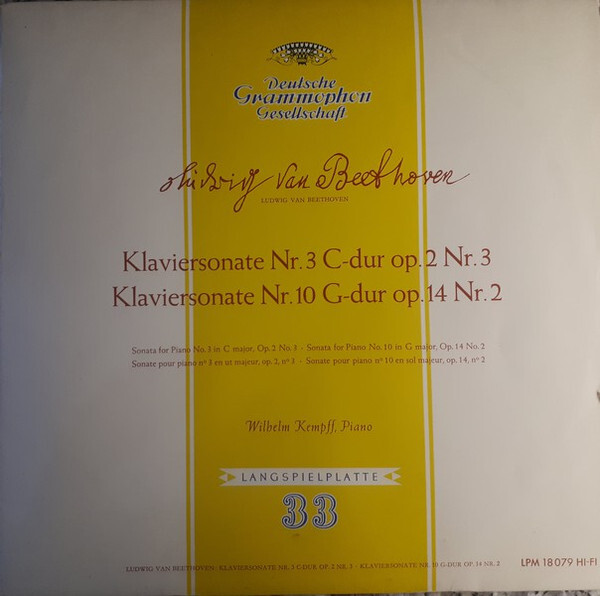 Deutsche
Grammophon
Gesellschaft
Ludwig van Beethoven
LUDWIG VAN BEETHOVEN
Klaviersonate Nr. 3 C-dur op. 2 Nr. 3
Klaviersonate Nr. 10 G-dur op. 14 Nr. 2
Sonata for Piano No. 3 in C major, Op. 2 No. 3 - Sonata for Piano No. 10 in G major, Op. 14 No. 2
Sonate pour piano nº 3 en ut majeur, op. 2, nº 3 - Sonate pour piano nº 10 en sol majeur, op. 14, nº 2
Wilhelm Kempff, Piano
LANGSPIELPLATTE
33
LUDWIG VAN BEETHOVEN: KLAVIERSONATE NR. 3 C-DUR OP. 2 NR. 3 · KLAVIERSONATE NR. 10 G-DUR OP. 14 NR. 2
LPM 18 079 HI-FI